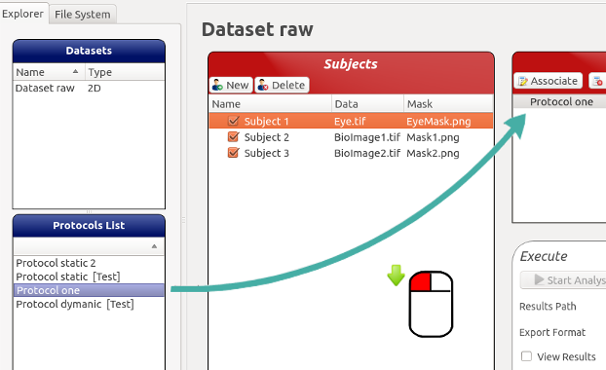 Explorer
File System
Datasets
Name Type
Dataset raw 2D
Protocols List
Protocol static 2
Protocol static [Test]
Protocol one
Protocol dymanic [Test]
Dataset raw
Subjects
New Delete
Name Data Mask
Subject 1 Eye.tif EyeMask.png
Subject 2 BioImage1.tif Mask1.png
Subject 3 BioImage2.tif Mask2.png
Associate
Protocol one
Execute
Start Analys
Results Path
Export Format
View Results